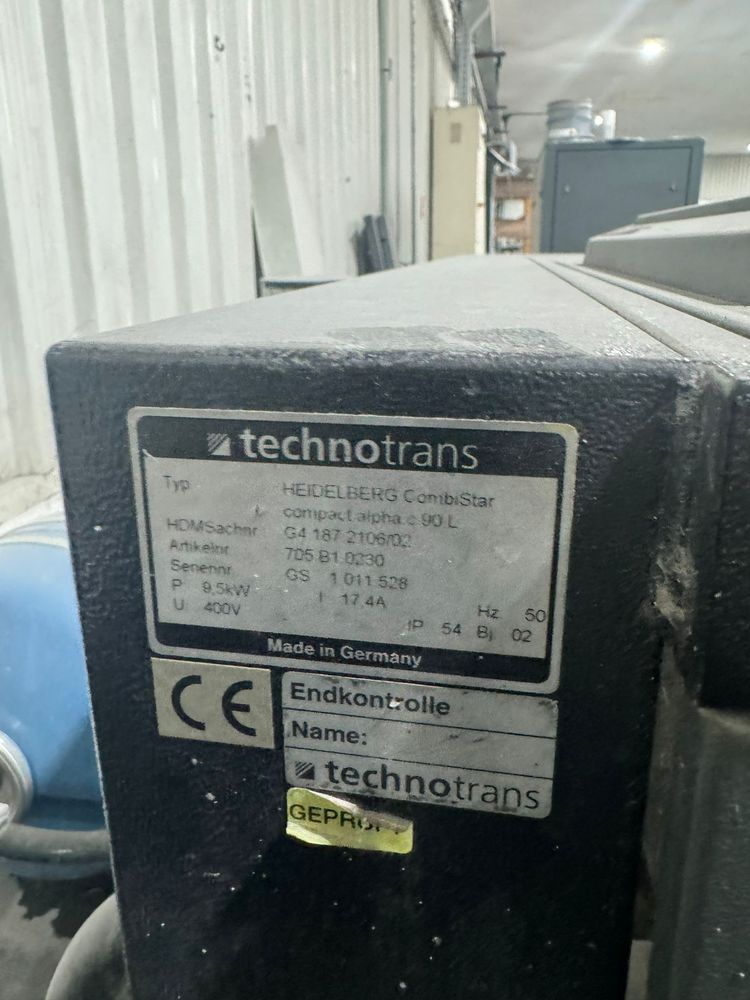 technotrans
Typ HEIDELBERG CombiStar
compact alpha.c 90 L
HDMSachnr G4 187 2106/02
Artikelnr 705 B1 0230
Seriennr GS 1 011 528
P 9,5kW I 17,4A Hz 50
U 400V IP 54 Bj 02
Made in Germany
CE
Endkontrolle
Name:
technotrans
GEPRÜFT